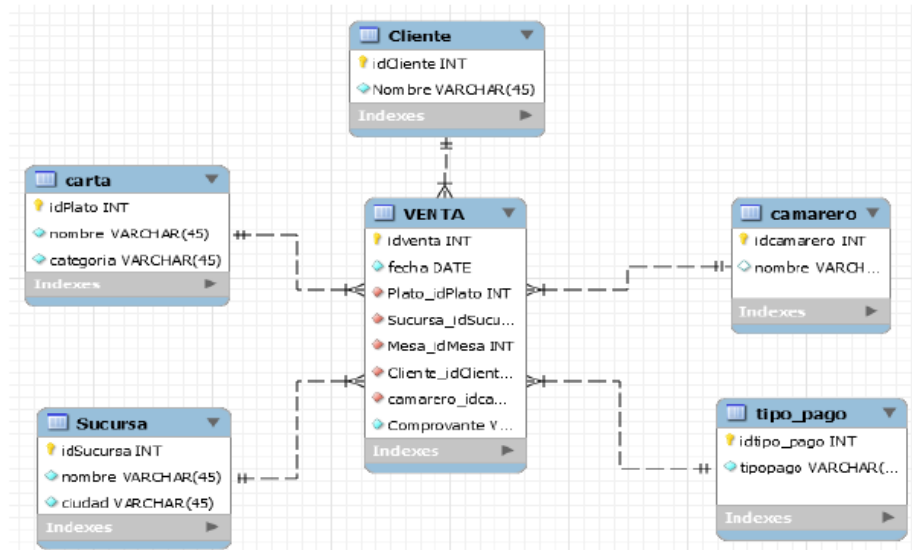 Cliente
idCliente INT
Nombre VARCHAR(45)
Indexes
carta
idPlato INT
nombre VARCHAR(45)
categoria VARCHAR(45)
Indexes
VENTA
idventa INT
fecha DATE
Plato_idPlato INT
Sucursa_idSucu...
Mesa_idMesa INT
Cliente_idClient...
camarero_idca...
Comprovante V...
Indexes
camarero
idcamarero INT
nombre VARCH...
Indexes
Sucursa
idSucursa INT
nombre VARCHAR(45)
ciudad VARCHAR(45)
Indexes
tipo_pago
idtipo_pago INT
tipopago VARCHAR(...
Indexes